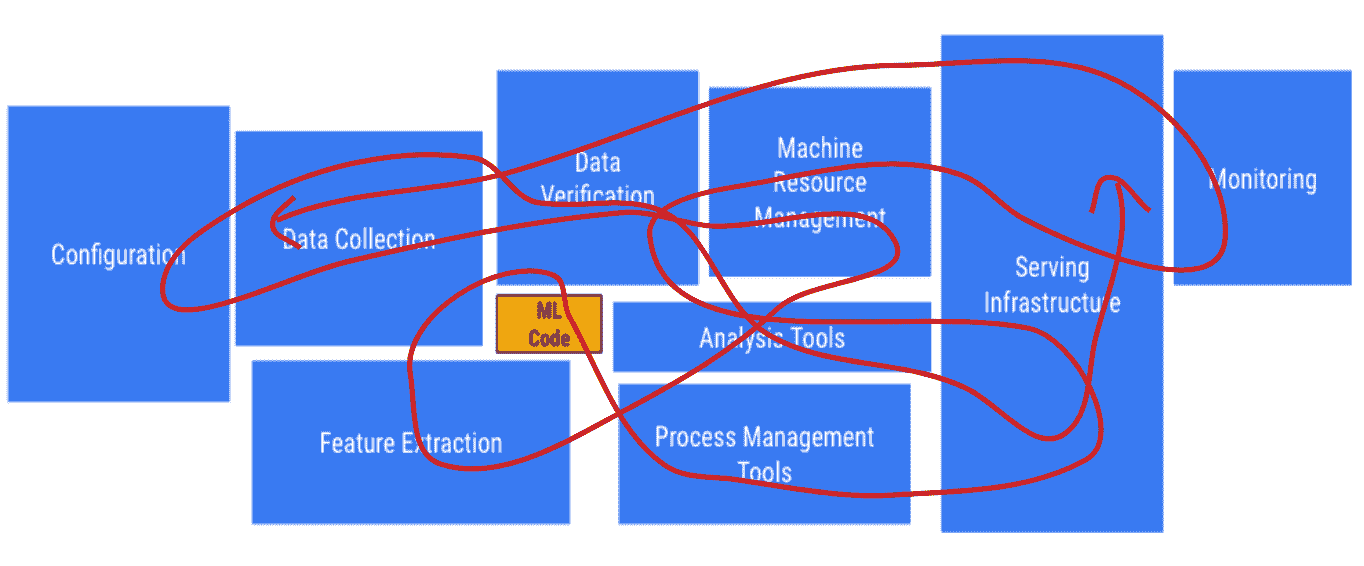 Configuration
Data Collection
Data
Verification
Machine
Resource
Management
Serving
Infrastructure
Monitoring
ML
Code
Analysis Tools
Feature Extraction
Process Management
Tools